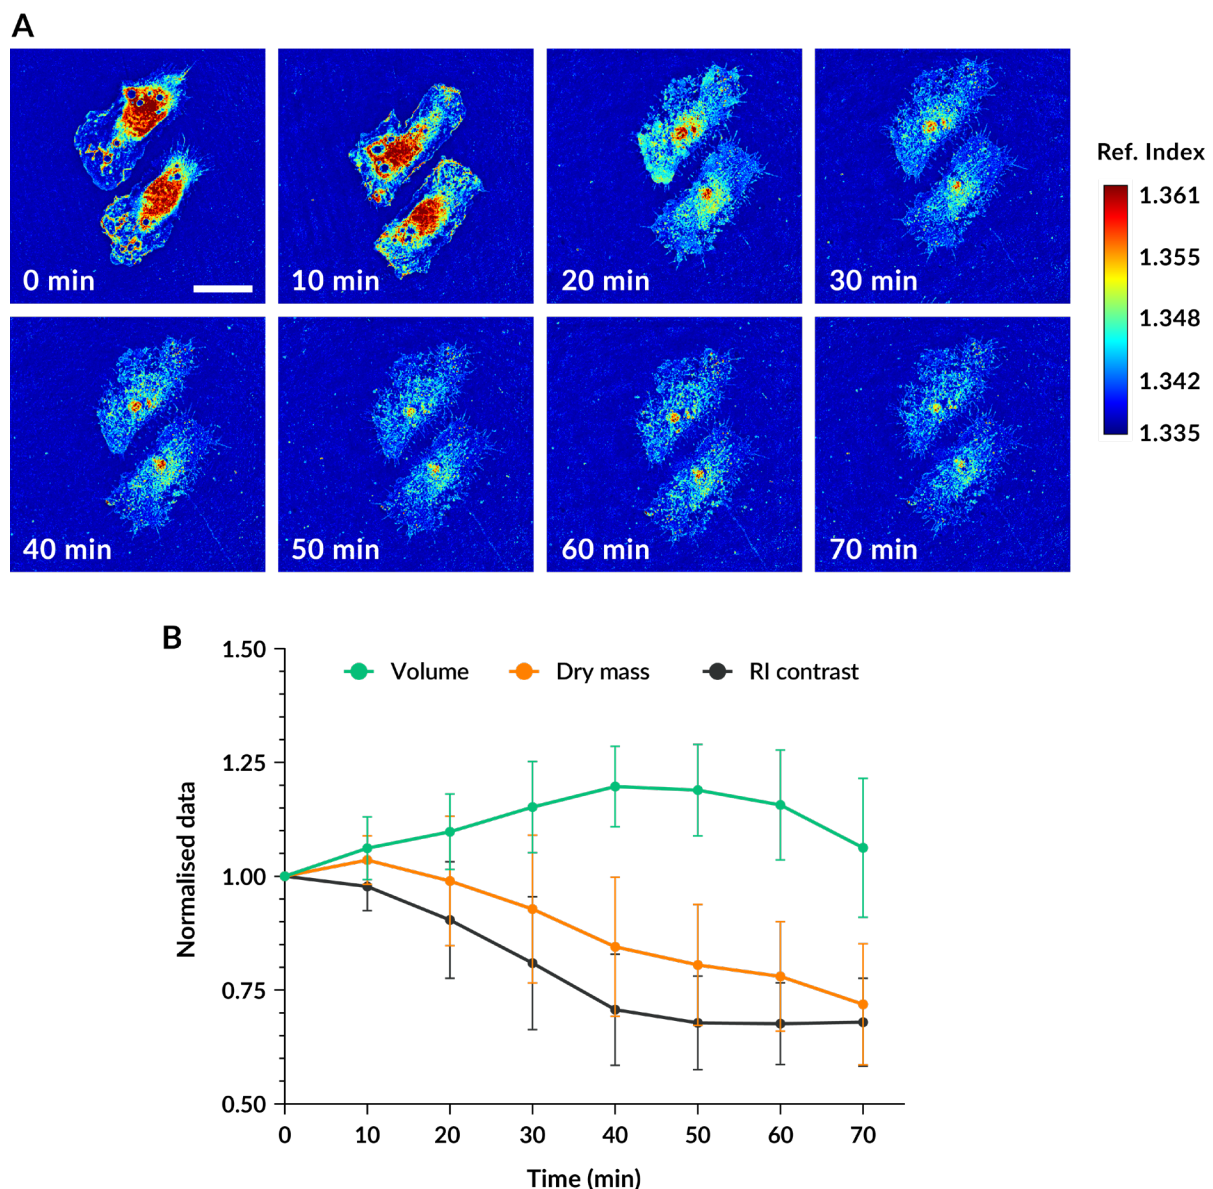 A
0 min
10 min
20 min
30 min
Ref. Index
1.361
1.355
1.348
1.342
1.335
40 min
50 min
60 min
70 min
B
Volume
Dry mass
RI contrast
Normalised data
1.50
1.25
1.00
0.75
0.50
0 10 20 30 40 50 60 70
Time (min)